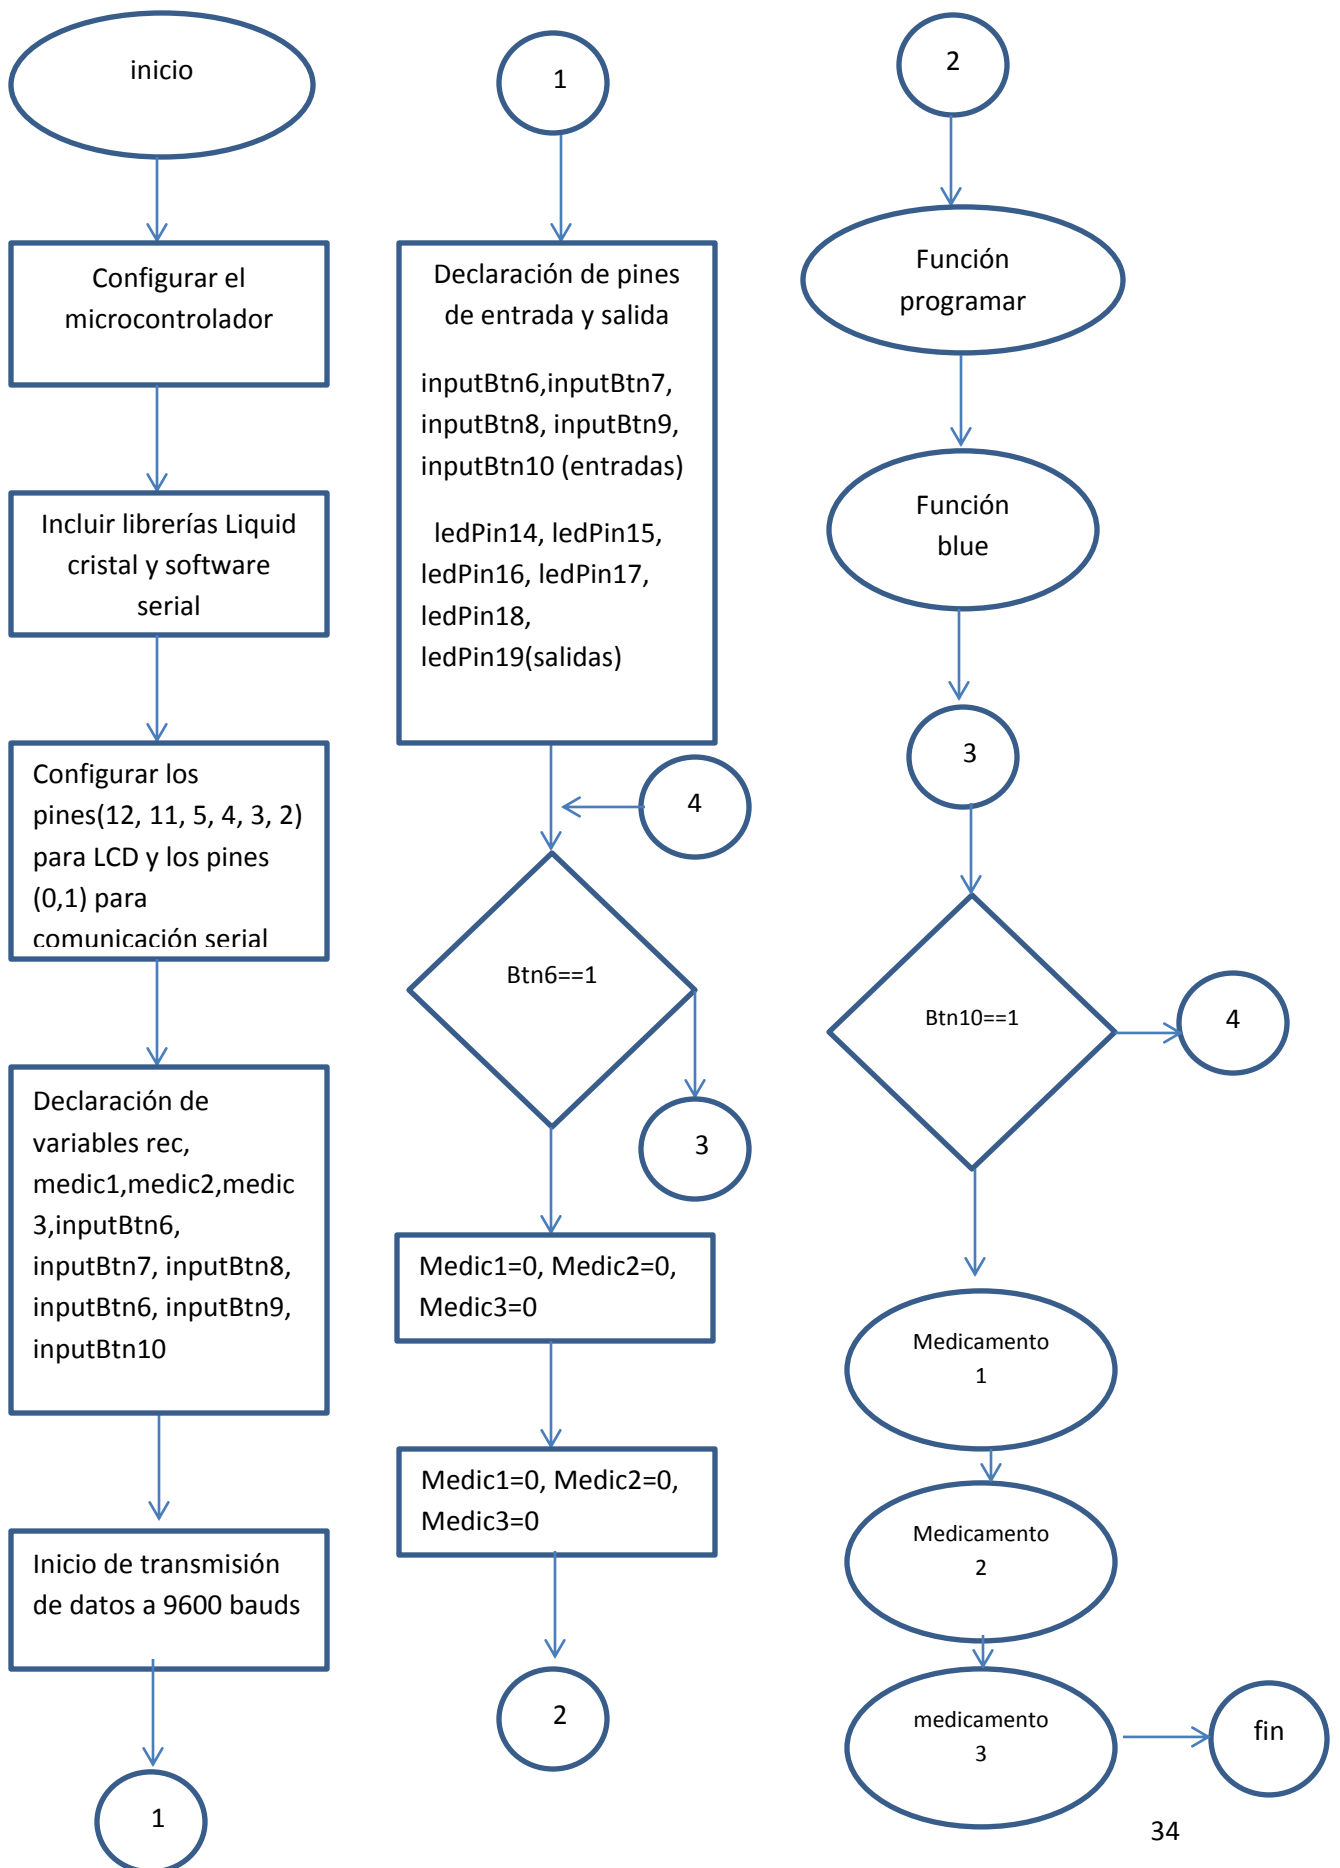 inicio
Configurar el
microcontrolador
Incluir librerías Liquid
cristal y software
serial
Configurar los
pines(12, 11, 5, 4, 3, 2)
para LCD y los pines
(0,1) para
comunicación serial
Declaración de
variables rec,
medic1,medic2,medic
3,inputBtn6,
inputBtn7, inputBtn8,
inputBtn6, inputBtn9,
inputBtn10
Inicio de transmisión
de datos a 9600 bauds
1
1
Declaración de pines
de entrada y salida
inputBtn6,inputBtn7,
inputBtn8, inputBtn9,
inputBtn10 (entradas)
ledPin14, ledPin15,
ledPin16, ledPin17,
ledPin18,
ledPin19(salidas)
4
Btn6==1
3
Medic1=0, Medic2=0,
Medic3=0
Medic1=0, Medic2=0,
Medic3=0
2
2
Función
programar
Función
blue
3
Btn10==1
4
Medicamento
1
Medicamento
2
medicamento
3
fin
34